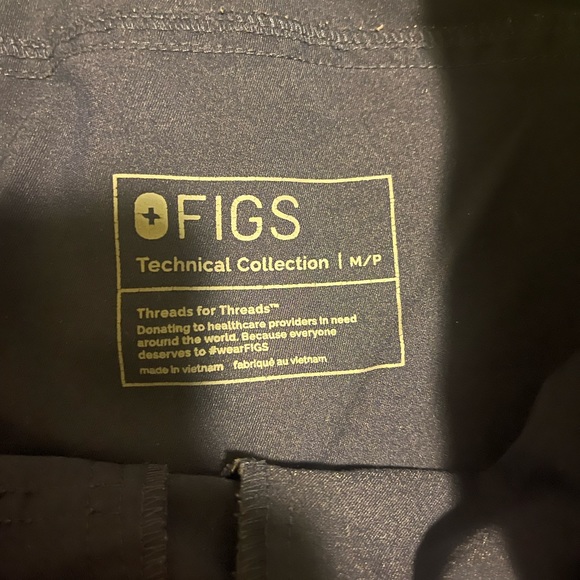 FIGS
Technical Collection | M/P
Threads for Threads™
Donating to healthcare providers in need
around the world. Because everyone
deserves to #wearFIGS
made in vietnam fabriqué au vietnam